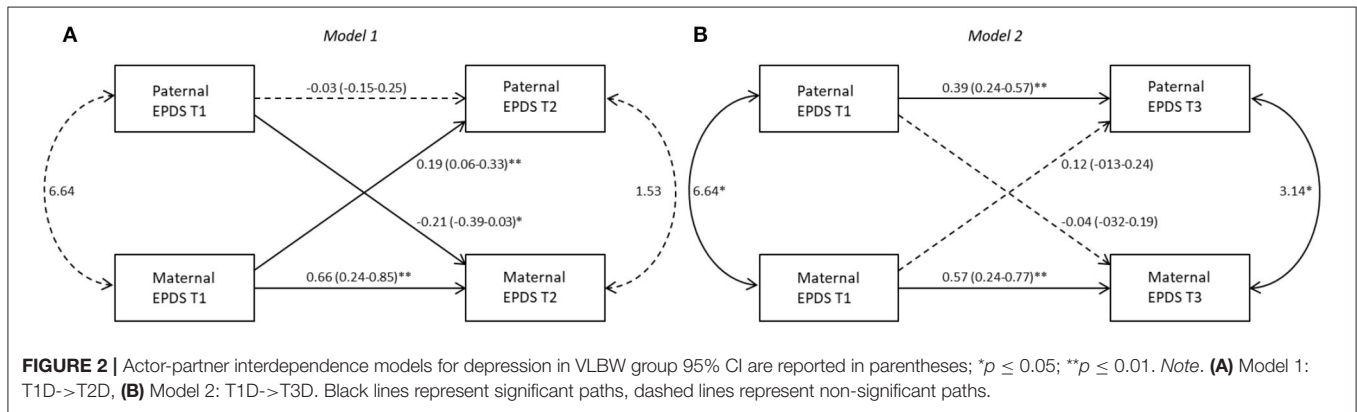 A
Model 1
Paternal
EPDS T1
-0.03 (-0.15-0.25)
Paternal
EPDS T2
6.64
0.19 (0.06-0.33)**
1.53
-0.21 (-0.39-0.03)*
Maternal
EPDS T1
0.66 (0.24-0.85)**
Maternal
EPDS T2
B
Model 2
Paternal
EPDS T1
0.39 (0.24-0.57)**
Paternal
EPDS T3
6.64*
0.12 (-013-0.24)
3.14*
-0.04 (-032-0.19)
Maternal
EPDS T1
0.57 (0.24-0.77)**
Maternal
EPDS T3
FIGURE 2 | Actor-partner interdependence models for depression in VLBW group 95% CI are reported in parentheses; *p ≤ 0.05; **p ≤ 0.01. Note. (A) Model 1:
T1D->T2D, (B) Model 2: T1D->T3D. Black lines represent significant paths, dashed lines represent non-significant paths.